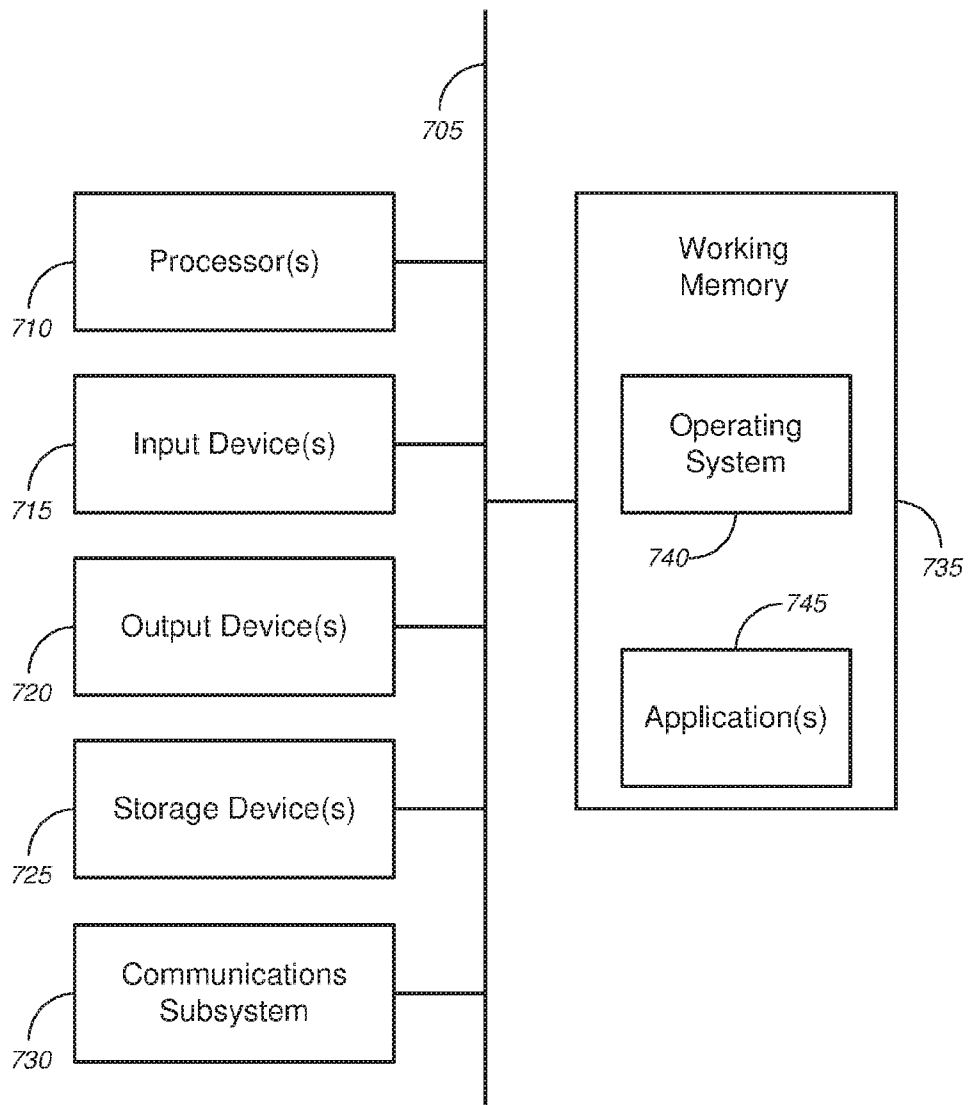 705
Processor(s)
710
Input Device(s)
715
Output Device(s)
720
Storage Device(s)
725
Communications
Subsystem
730
Working
Memory
Operating
System
740
735
745
Application(s)